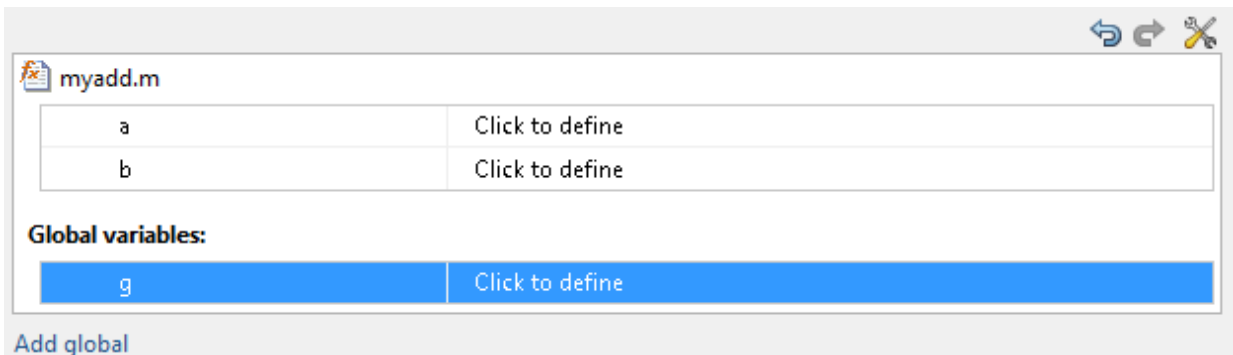 myadd.m
a Click to define
b Click to define
Global variables:
g Click to define
Add global